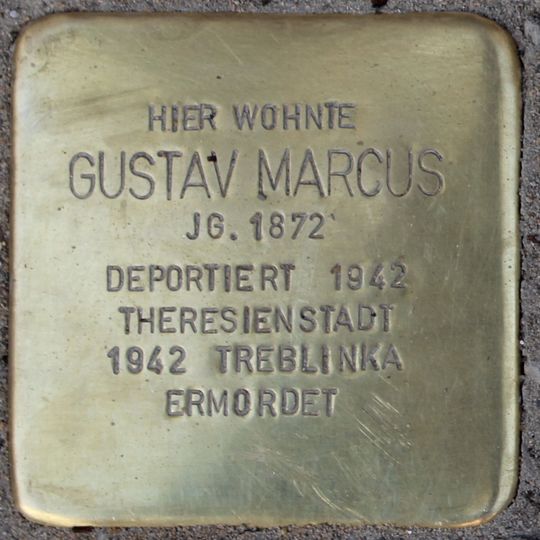 HIER WOHNTE
GUSTAV MARCUS
JG. 1872
DEPORTIERT 1942
THERESIENSTADT
1942 TREBLINKA
ERMORDET